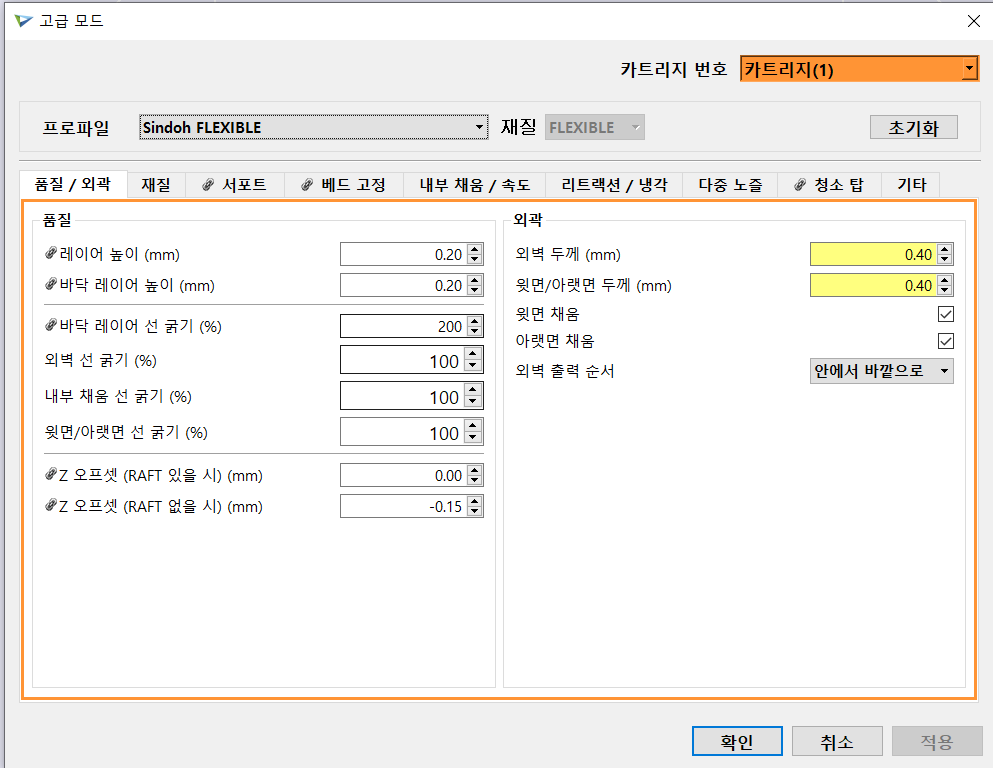 고급 모드
카트리지 번호 카트리지(1)
프로파일 Sindoh FLEXIBLE 재질 FLEXIBLE 초기화
품질 / 외곽 재질 서포트 베드 고정 내부 채움 / 속도 리트랙션 / 냉각 다중 노즐 청소 탑 기타
품질
레이어 높이 (mm) 0.20
바닥 레이어 높이 (mm) 0.20
바닥 레이어 선 굵기 (%) 200
외벽 선 굵기 (%) 100
내부 채움 선 굵기 (%) 100
윗면/아랫면 선 굵기 (%) 100
Z 오프셋 (RAFT 있을 시) (mm) 0.00
Z 오프셋 (RAFT 없을 시) (mm) -0.15
외곽
외벽 두께 (mm) 0.40
윗면/아랫면 두께 (mm) 0.40
윗면 채움
아랫면 채움
외벽 출력 순서 안에서 바깥으로
확인 취소 적용